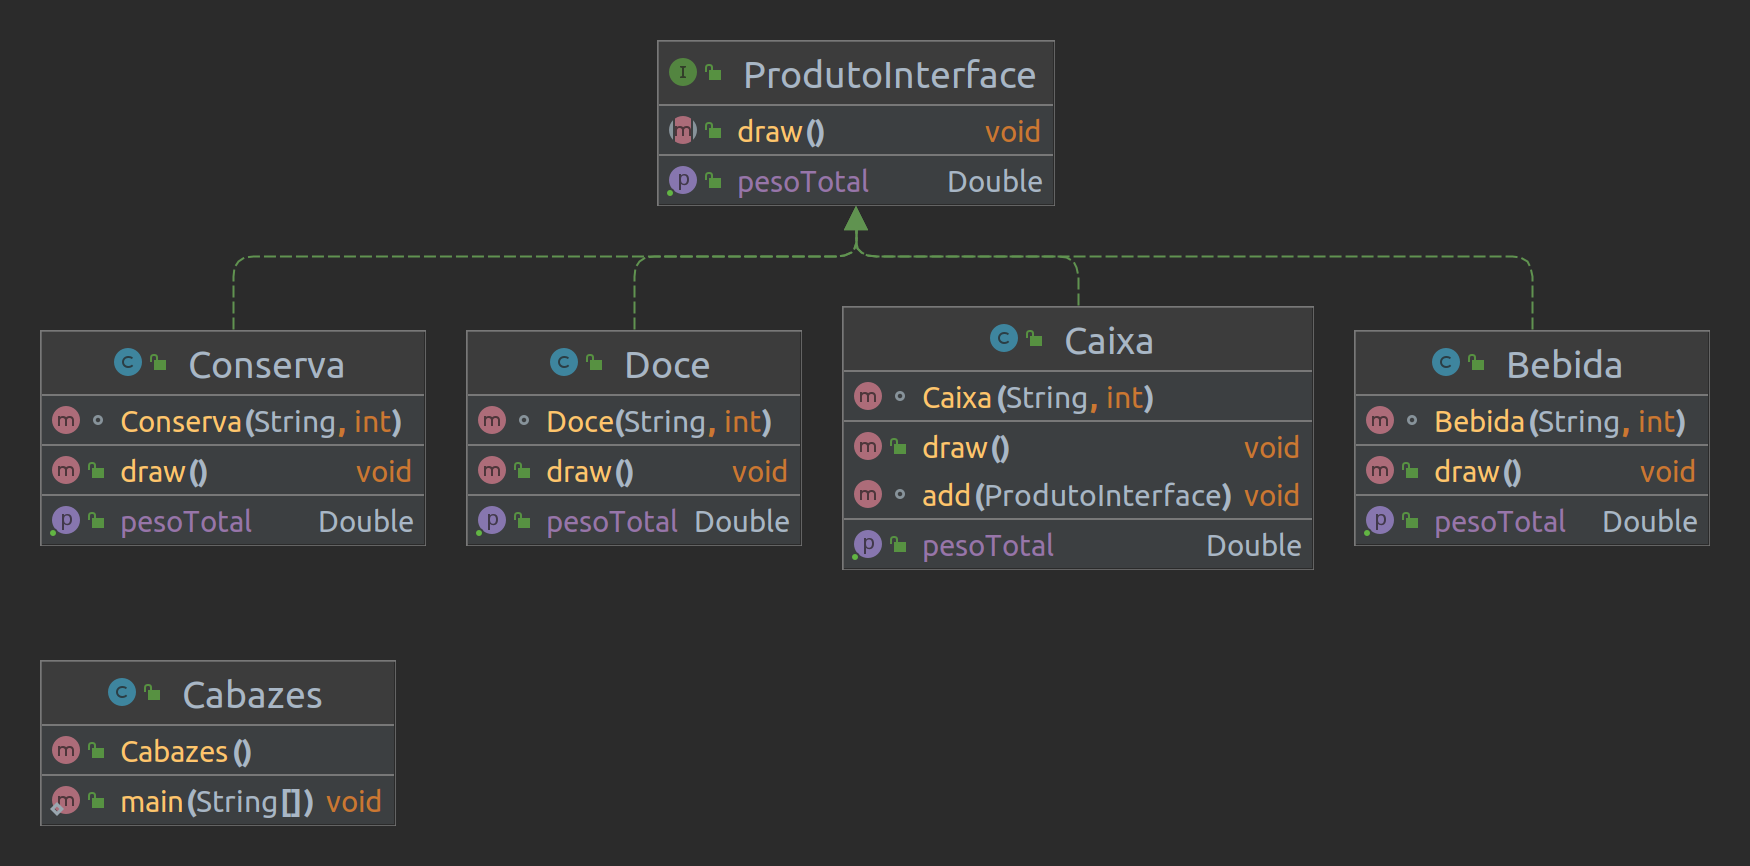 ProdutoInterface
draw() void
pesoTotal Double
Conserva
Conserva(String, int)
draw() void
pesoTotal Double
Doce
Doce(String, int)
draw() void
pesoTotal Double
Caixa
Caixa(String, int)
draw() void
add(ProdutoInterface) void
pesoTotal Double
Bebida
Bebida(String, int)
draw() void
pesoTotal Double
Cabazes
Cabazes()
main(String[]) void